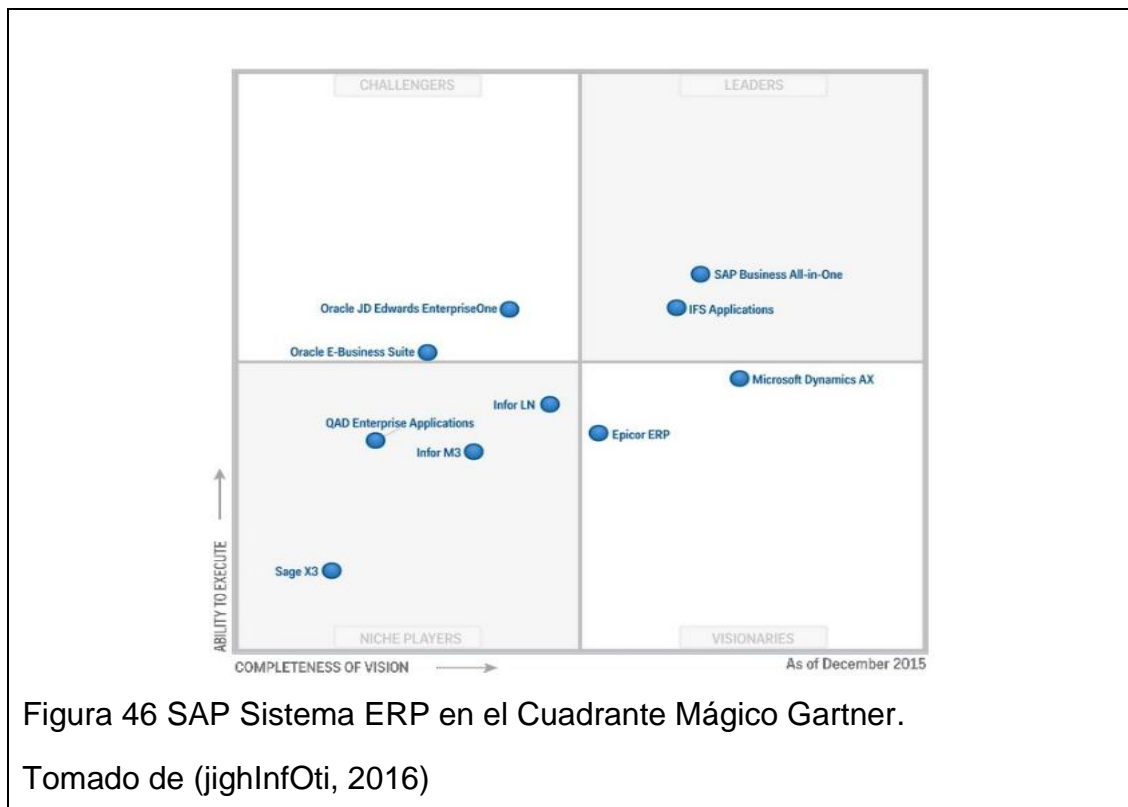 CHALLENGERS
LEADERS
SAP Business All-in-One
Oracle JD Edwards EnterpriseOne
IFS Applications
Oracle E-Business Suite
Microsoft Dynamics AX
Infor LN
QAD Enterprise Applications
Epicor ERP
Infor M3
Sage X3
ABILITY TO EXECUTE
NICHE PLAYERS
VISIONARIES
COMPLETENESS OF VISION
As of December 2015
Figura 46 SAP Sistema ERP en el Cuadrante Mágico Gartner.
Tomado de (jighInfOti, 2016)